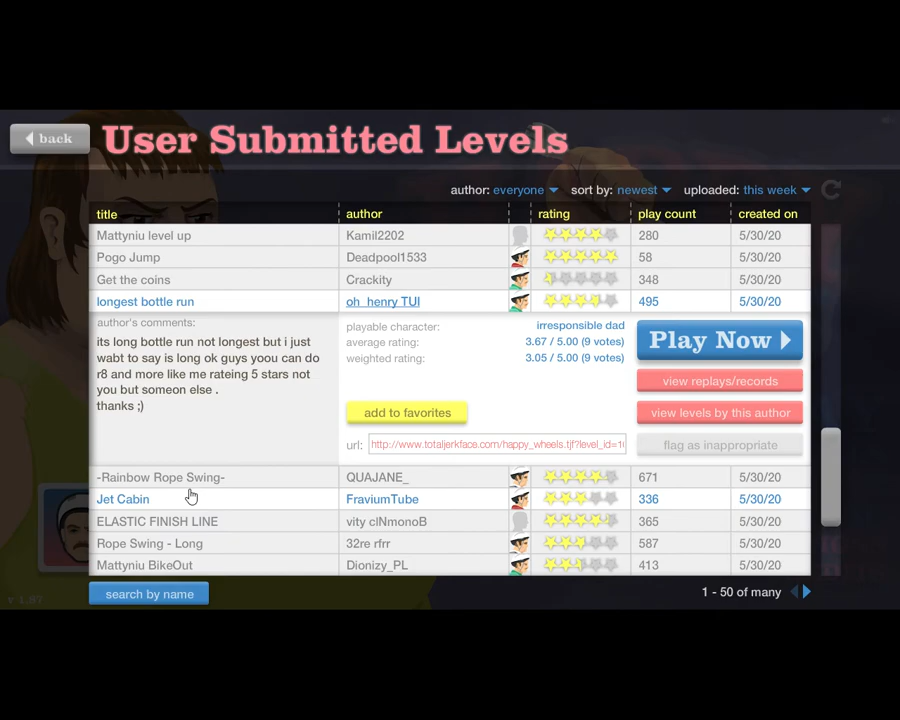 back
User Submitted Levels
author: everyone sort by: newest uploaded: this week
title author rating play count created on
Mattyniu level up Kamil2202 280 5/30/20
Pogo Jump Deadpool1533 58 5/30/20
Get the coins Crackity 348 5/30/20
longest bottle run oh_henry TUI 495 5/30/20
author's comments:
its long bottle run not longest but i just
wabt to say is long ok guys yoou can do
r8 and more like me rateing 5 stars not
you but someon else .
thanks ;)
playable character: irresponsible dad
average rating: 3.67 / 5.00 (9 votes)
weighted rating: 3.05 / 5.00 (9 votes)
add to favorites
url: http://www.totaljerkface.com/happy_wheels.tjf?level_id=1
Play Now
view replays/records
view levels by this author
flag as inappropriate
-Rainbow Rope Swing- QUAJANE_ 671 5/30/20
Jet Cabin FraviumTube 336 5/30/20
ELASTIC FINISH LINE vity clNmonoB 365 5/30/20
Rope Swing - Long 32re rfrr 587 5/30/20
Mattyniu BikeOut Dionizy_PL 413 5/30/20
search by name
1 - 50 of many
v 1.87